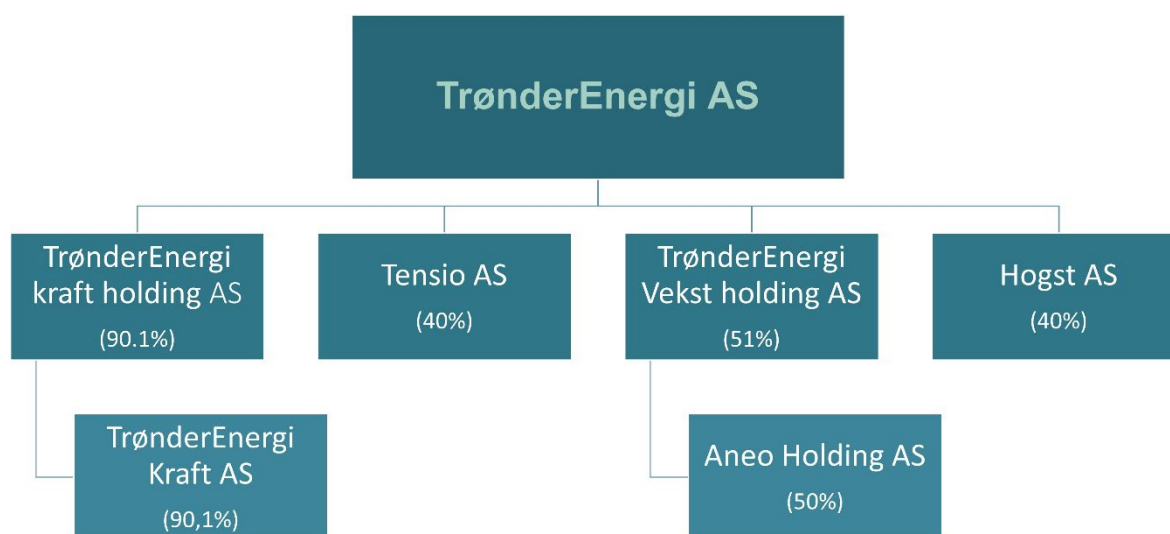 TrønderEnergi AS
TrønderEnergi
kraft holding AS
(90.1%)
Tensio AS
(40%)
TrønderEnergi
Vekst holding AS
(51%)
Hogst AS
(40%)
TrønderEnergi
Kraft AS
(90,1%)
Aneo Holding AS
(50%)